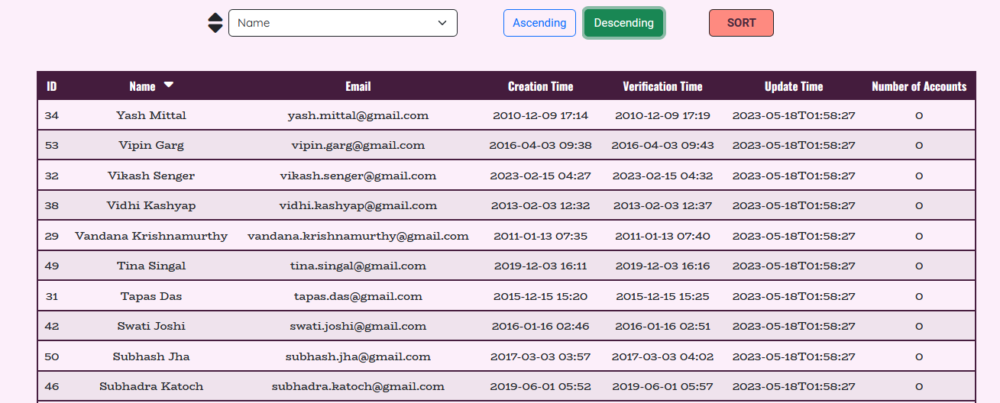 Name Ascending Descending SORT
ID Name Email Creation Time Verification Time Update Time Number of Accounts
34 Yash Mittal yash.mittal@gmail.com 2010-12-09 17:14 2010-12-09 17:19 2023-05-18T01:58:27 0
53 Vipin Garg vipin.garg@gmail.com 2016-04-03 09:38 2016-04-03 09:43 2023-05-18T01:58:27 0
32 Vikash Senger vikash.senger@gmail.com 2023-02-15 04:27 2023-02-15 04:32 2023-05-18T01:58:27 0
38 Vidhi Kashyap vidhi.kashyap@gmail.com 2013-02-03 12:32 2013-02-03 12:37 2023-05-18T01:58:27 0
29 Vandana Krishnamurthy vandana.krishnamurthy@gmail.com 2011-01-13 07:35 2011-01-13 07:40 2023-05-18T01:58:27 0
49 Tina Singal tina.singal@gmail.com 2019-12-03 16:11 2019-12-03 16:16 2023-05-18T01:58:27 0
31 Tapas Das tapas.das@gmail.com 2015-12-15 15:20 2015-12-15 15:25 2023-05-18T01:58:27 0
42 Swati Joshi swati.joshi@gmail.com 2016-01-16 02:46 2016-01-16 02:51 2023-05-18T01:58:27 0
50 Subhash Jha subhash.jha@gmail.com 2017-03-03 03:57 2017-03-03 04:02 2023-05-18T01:58:27 0
46 Subhadra Katoch subhadra.katoch@gmail.com 2019-06-01 05:52 2019-06-01 05:57 2023-05-18T01:58:27 0